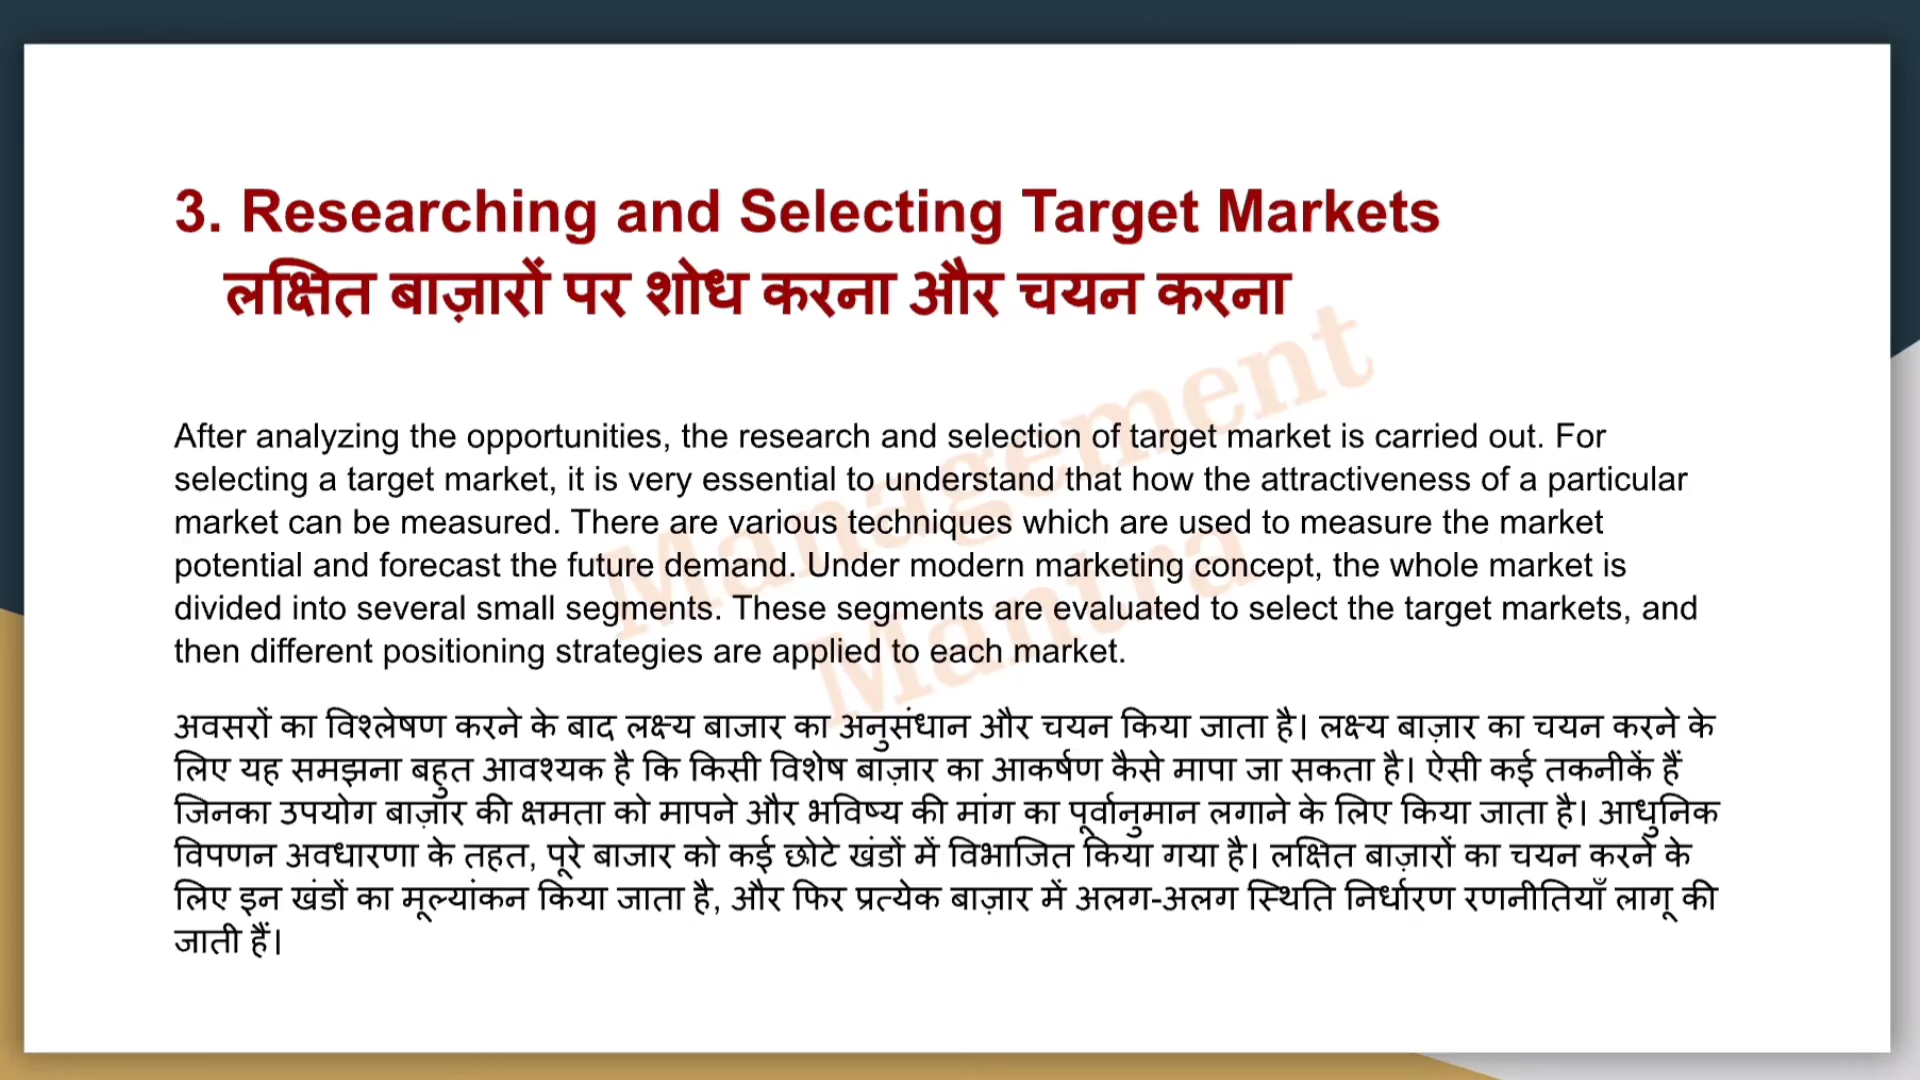 3. Researching and Selecting Target Markets
लक्षित बाज़ारों पर शोध करना और चयन करना
After analyzing the opportunities, the research and selection of target market is carried out. For
selecting a target market, it is very essential to understand that how the attractiveness of a particular
market can be measured. There are various techniques which are used to measure the market
potential and forecast the future demand. Under modern marketing concept, the whole market is
divided into several small segments. These segments are evaluated to select the target markets, and
then different positioning strategies are applied to each market.
अवसरों का विश्लेषण करने के बाद लक्ष्य बाजार का अनुसंधान और चयन किया जाता है। लक्ष्य बाज़ार का चयन करने के
लिए यह समझना बहुत आवश्यक है कि किसी विशेष बाज़ार का आकर्षण कैसे मापा जा सकता है। ऐसी कई तकनीकें हैं
जिनका उपयोग बाज़ार की क्षमता को मापने और भविष्य की मांग का पूर्वानुमान लगाने के लिए किया जाता है। आधुनिक
विपणन अवधारणा के तहत, पूरे बाजार को कई छोटे खंडों में विभाजित किया गया है। लक्षित बाज़ारों का चयन करने के
लिए इन खंडों का मूल्यांकन किया जाता है, और फिर प्रत्येक बाज़ार में अलग-अलग स्थिति निर्धारण रणनीतियाँ लागू की
जाती हैं।
Management
Mantra